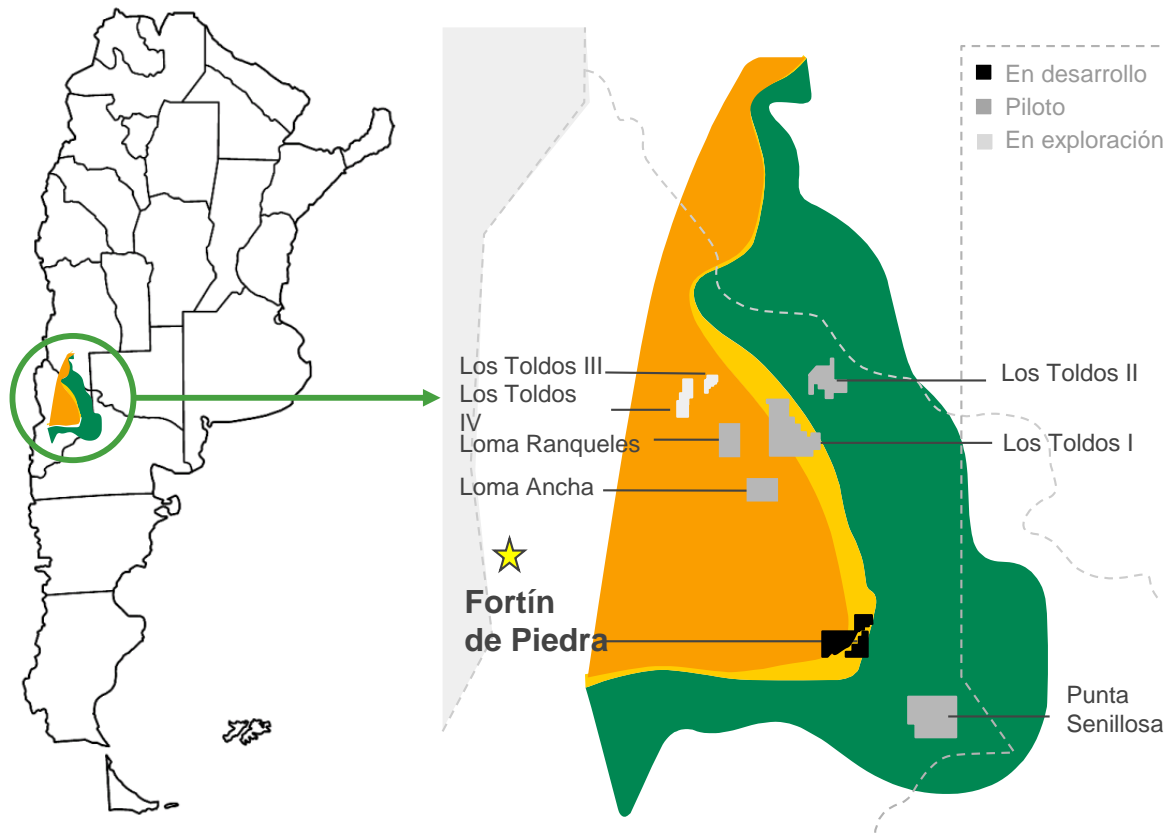 En desarrollo
Piloto
En exploración
Los Toldos III
Los Toldos
IV
Loma Ranqueles
Loma Ancha
Fortín
de Piedra
Los Toldos II
Los Toldos I
Punta
Senillosa